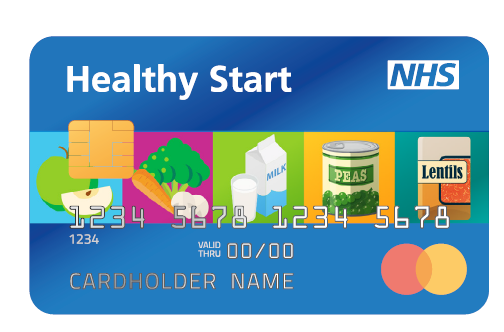 Healthy Start
NHS
MILK
PEAS
Lentils
1234 5678 1234 5678
1234
VALID THRU 00/00
CARDHOLDER NAME